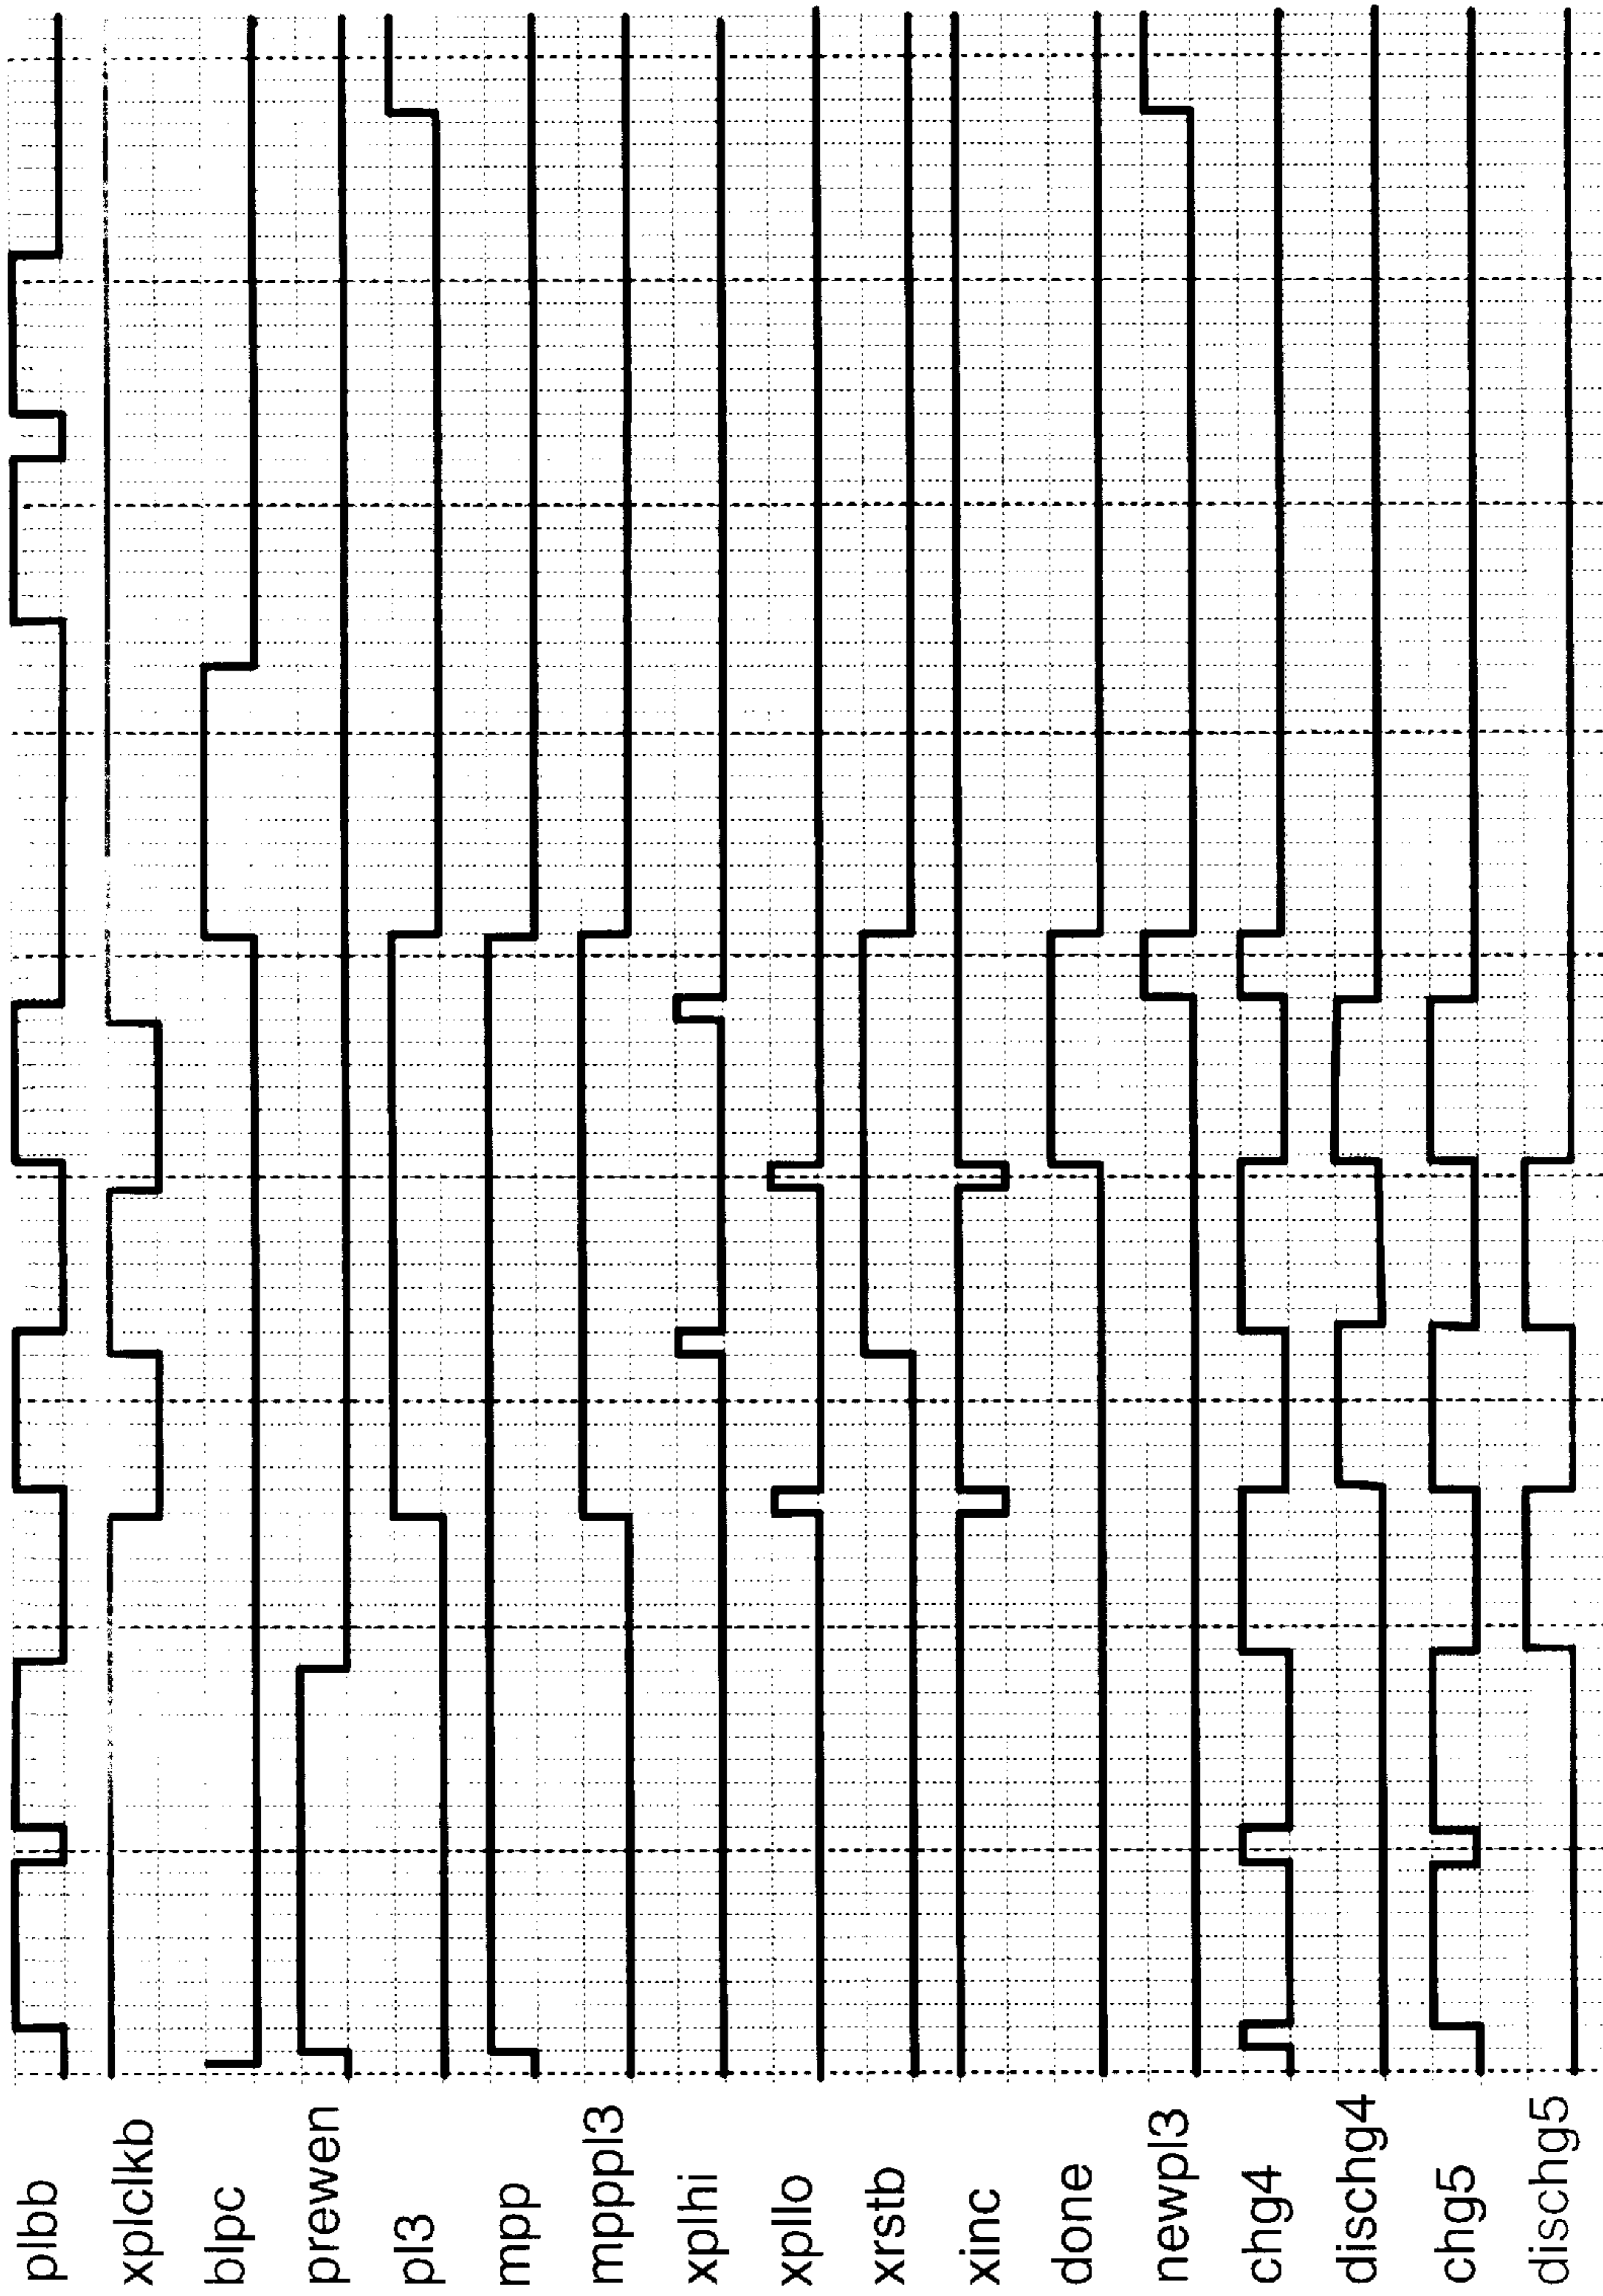 plbb
xplclkb
blpc
prewen
pl3
mpp
mpppl3
xplhi
xpllo
xrstb
xinc
done
newpl3
chg4
dischg4
chg5
dischg5